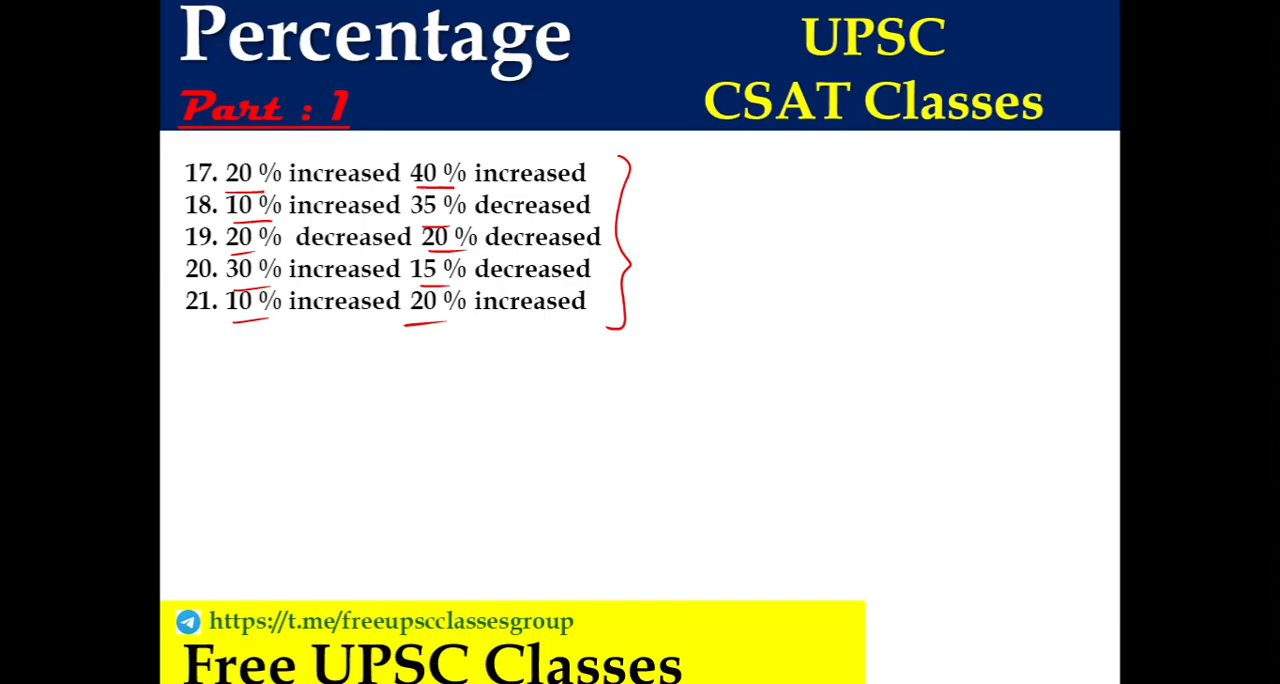 Percentage
Part : 1
UPSC
CSAT Classes
17. 20 % increased 40 % increased
18. 10 % increased 35 % decreased
19. 20 %  decreased 20 % decreased
20. 30 % increased 15 % decreased
21. 10 % increased 20 % increased
https://t.me/freeupscclassesgroup
Free UPSC Classes